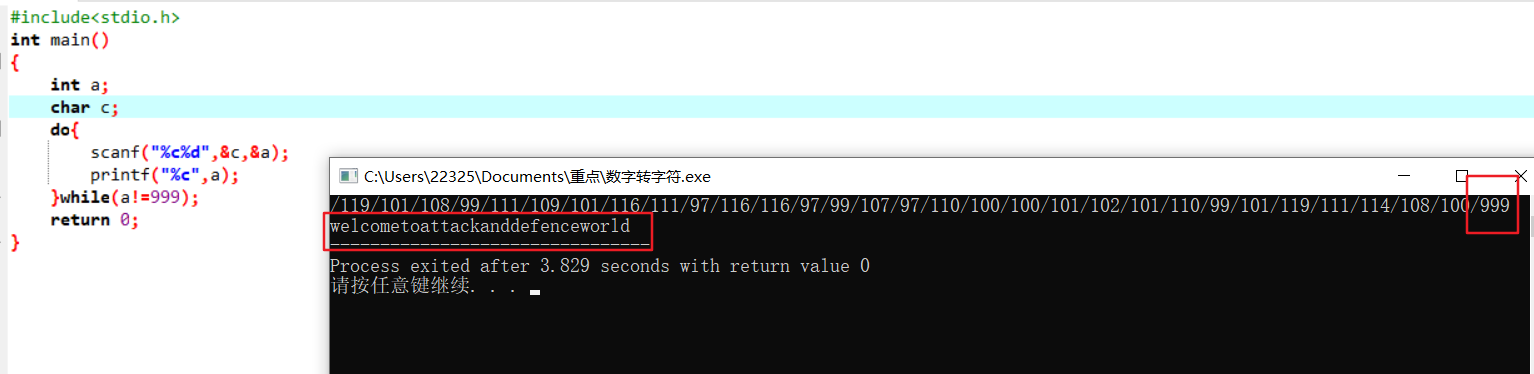 #include<stdio.h>
int main()
{
int a;
char c;
do{
scanf("%c%d",&c,&a);
printf("%c",a);
}while(a!=999);
return 0;
}
C:\Users\22325\Documents\重点\数字转字符.exe
/119/101/108/99/111/109/101/116/111/97/116/116/97/99/107/97/110/100/100/101/102/101/110/99/101/119/111/114/108/100/999
welcometoattackanddefenceworld
--------------------------------
Process exited after 3.829 seconds with return value 0
请按任意键继续. . .